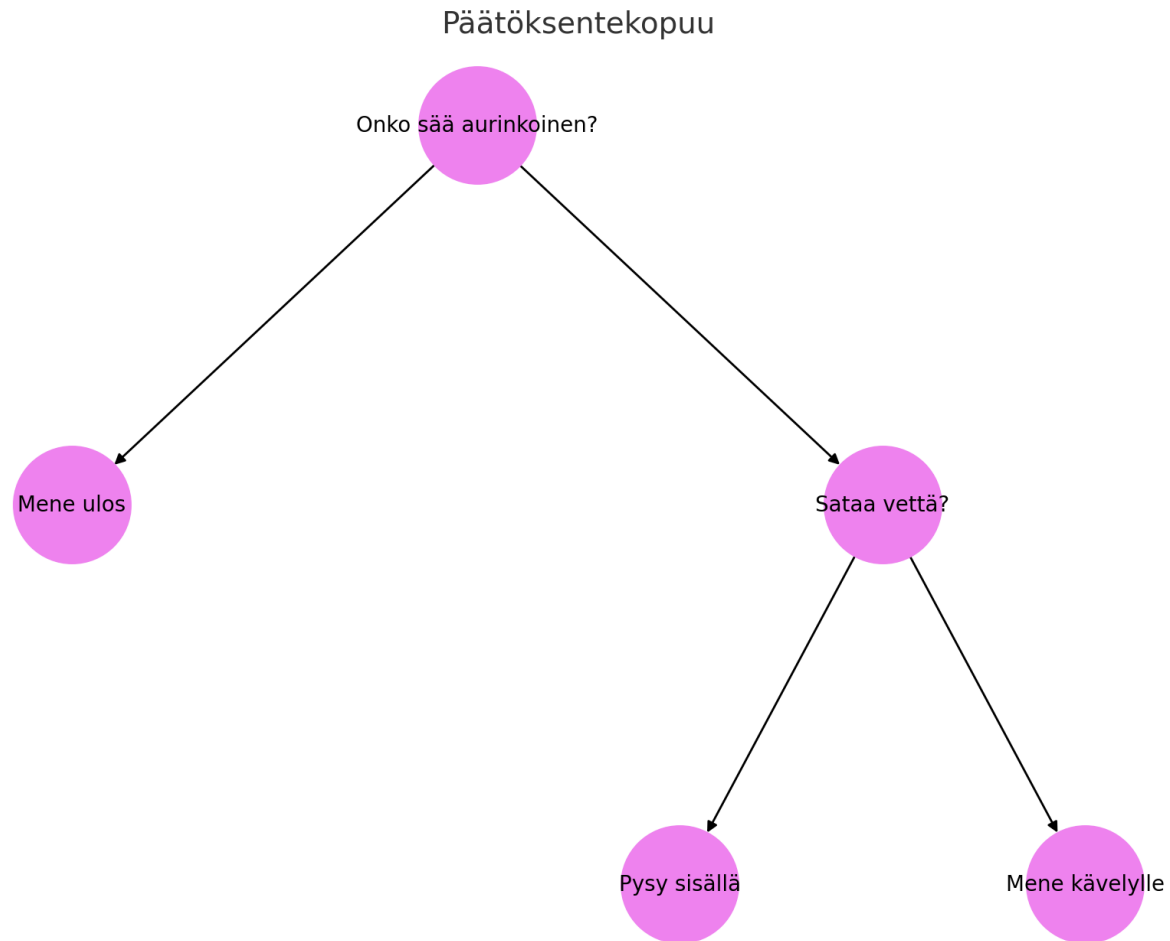 Päätöksentekopuu
Onko sää aurinkoinen?
Mene ulos
Sataa vettä?
Pysy sisällä
Mene kävelylle